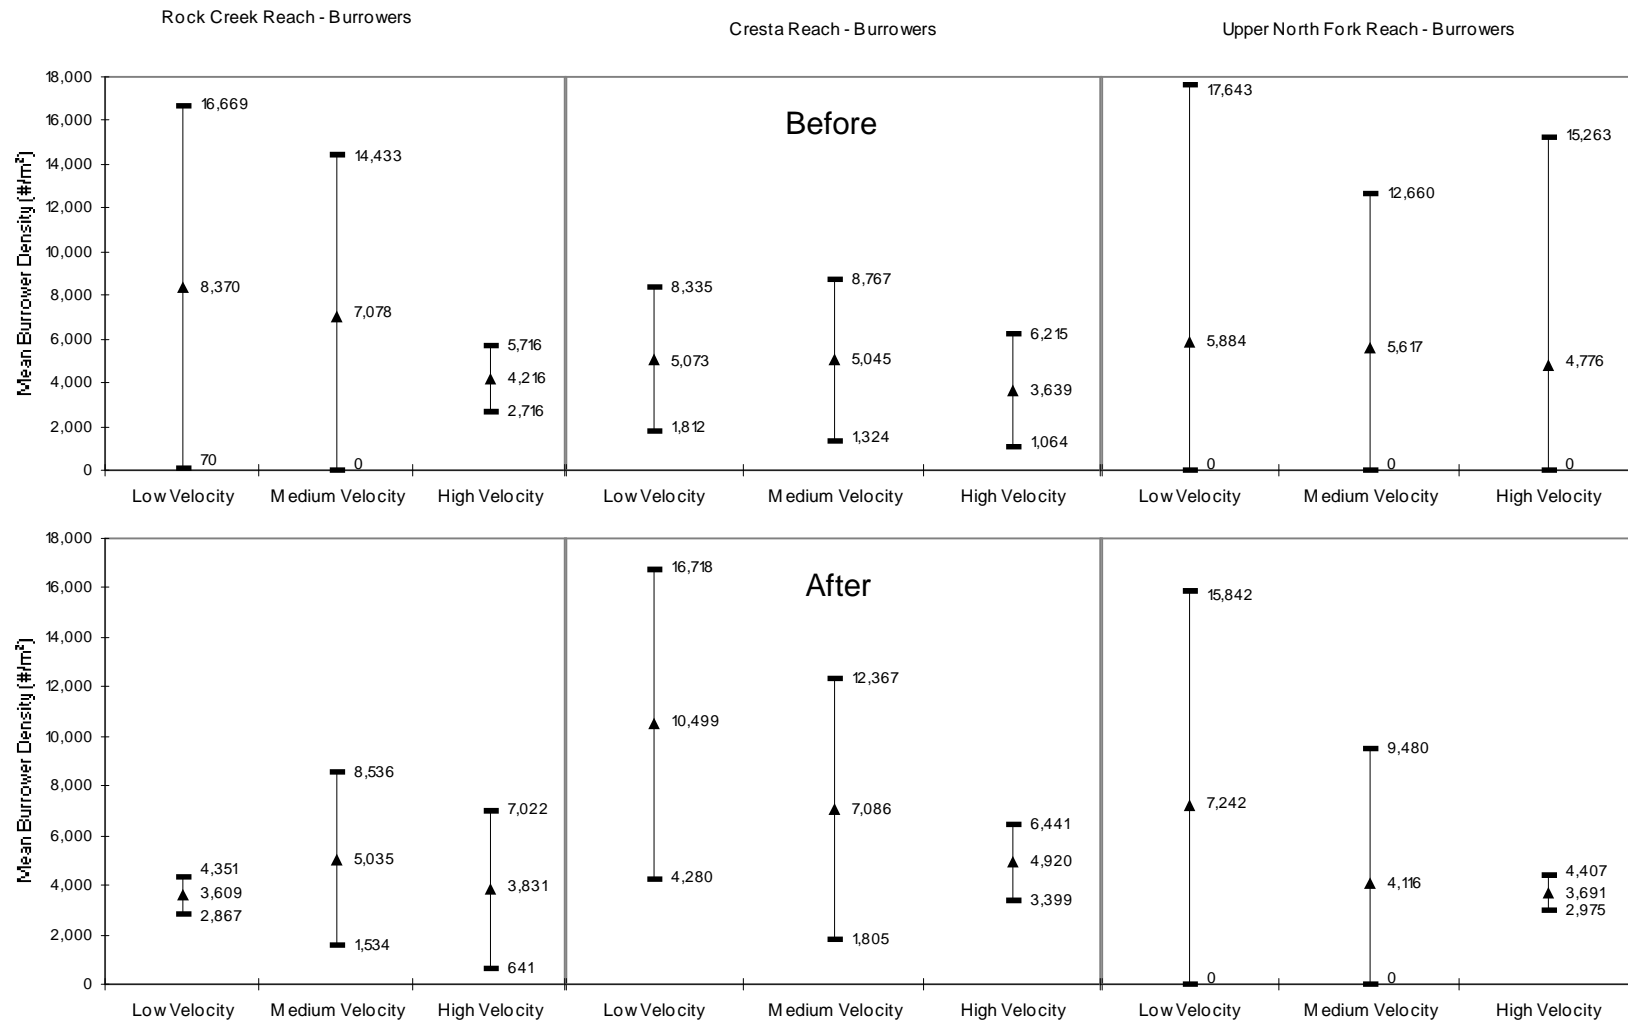 Rock Creek Reach - Burrowers
Cresta Reach - Burrowers
Upper North Fork Reach - Burrowers
Mean Burrower Density (#/m²)
18,000
16,000
14,000
12,000
10,000
8,000
6,000
4,000
2,000
0
Before
16,669
8,370
70
14,433
7,078
0
5,716
4,216
2,716
8,335
5,073
1,812
8,767
5,045
1,324
6,215
3,639
1,064
17,643
5,884
0
12,660
5,617
0
15,263
4,776
0
Low Velocity
Medium Velocity
High Velocity
Low Velocity
Medium Velocity
High Velocity
Low Velocity
Medium Velocity
High Velocity
Mean Burrower Density (#/m²)
18,000
16,000
14,000
12,000
10,000
8,000
6,000
4,000
2,000
0
After
4,351
3,609
2,867
8,536
5,035
1,534
7,022
3,831
641
16,718
10,499
4,280
12,367
7,086
1,805
6,441
4,920
3,399
15,842
7,242
0
9,480
4,116
0
4,407
3,691
2,975
Low Velocity
Medium Velocity
High Velocity
Low Velocity
Medium Velocity
High Velocity
Low Velocity
Medium Velocity
High Velocity